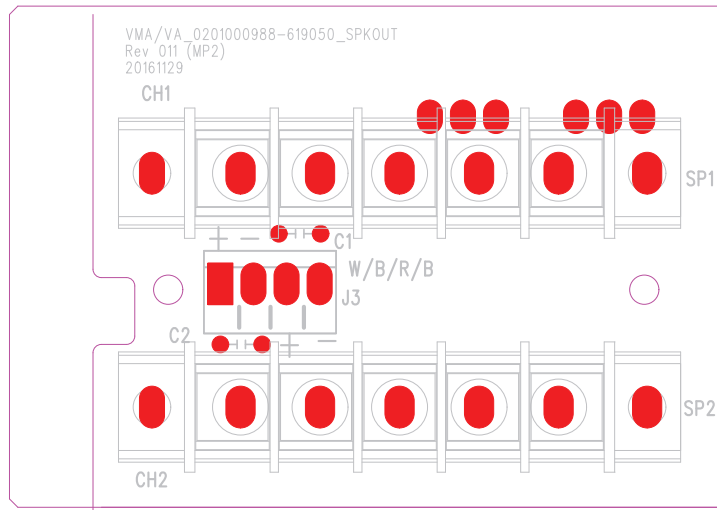 VMA/VA_0201000988-619050_SPKOUT
Rev 011 (MP2)
20161129
CH1
SP1
+ −
C1
W/B/R/B
J3
C2
+ −
SP2
CH2